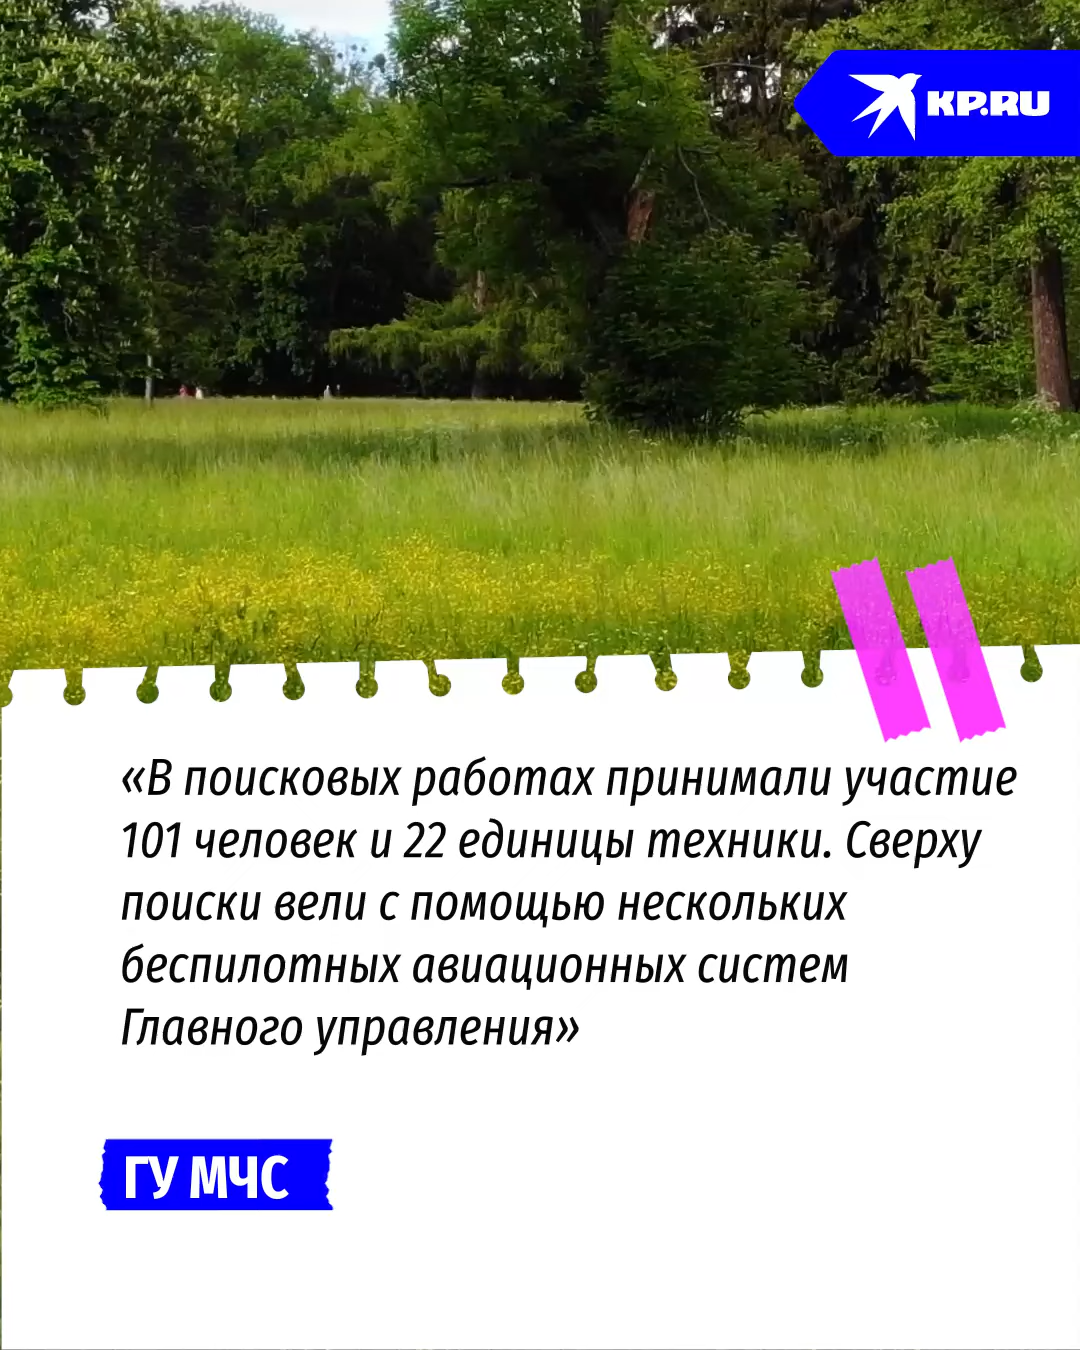 KP.RU
«В поисковых работах принимали участие
101 человек и 22 единицы техники. Сверху
поиски вели с помощью нескольких
беспилотных авиационных систем
Главного управления»
ГУ МЧС